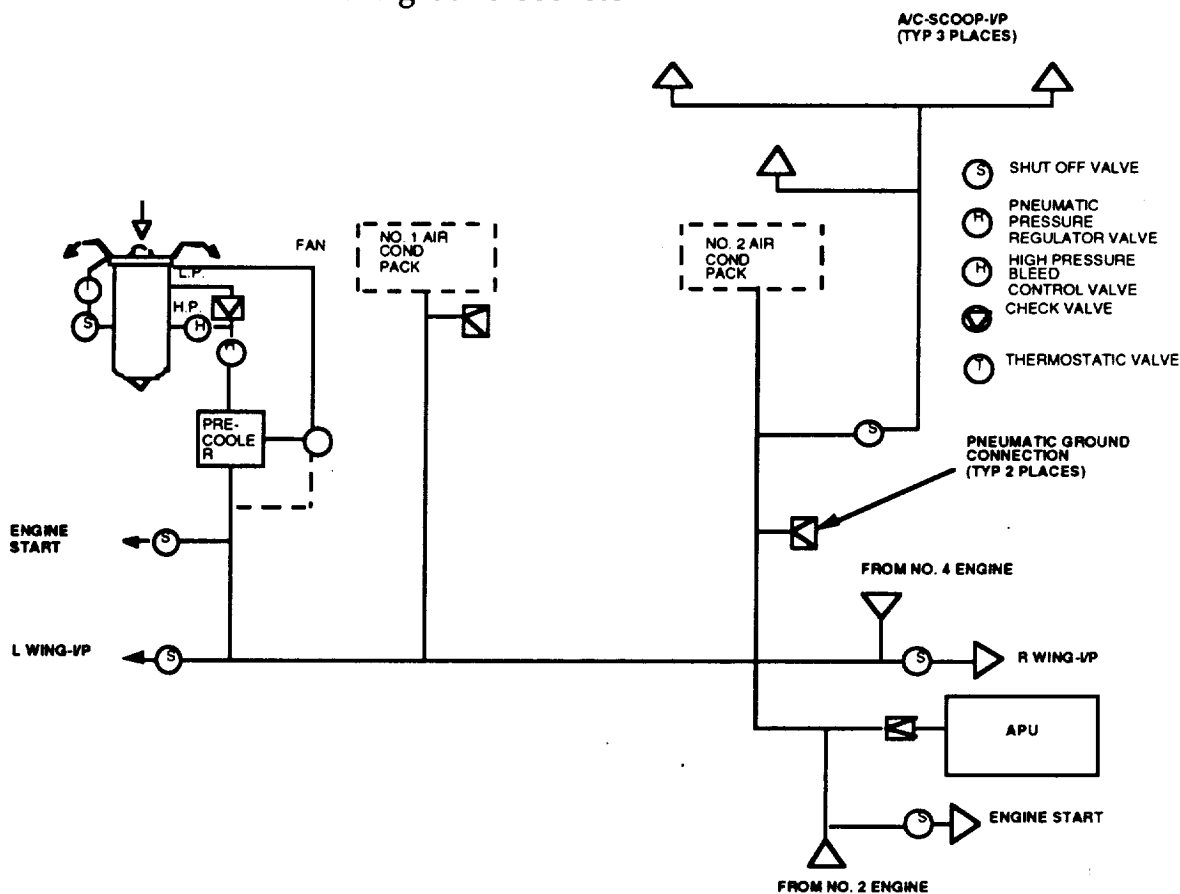 ground
A/C-SCOOP-I/P
(TYP 3 PLACES)
S SHUT OFF VALVE
R PNEUMATIC
PRESSURE
REGULATOR VALVE
H HIGH PRESSURE
BLEED
CONTROL VALVE
CHECK VALVE
T THERMOSTATIC VALVE
FAN
L.P.
H.P.
T
S
H
R
PRE-
COOLE
R
NO. 1 AIR
COND
PACK
NO. 2 AIR
COND
PACK
S
PNEUMATIC GROUND
CONNECTION
(TYP 2 PLACES)
ENGINE
START
S
FROM NO. 4 ENGINE
L WING-I/P
S
S
R WING-I/P
APU
S
ENGINE START
FROM NO. 2 ENGINE